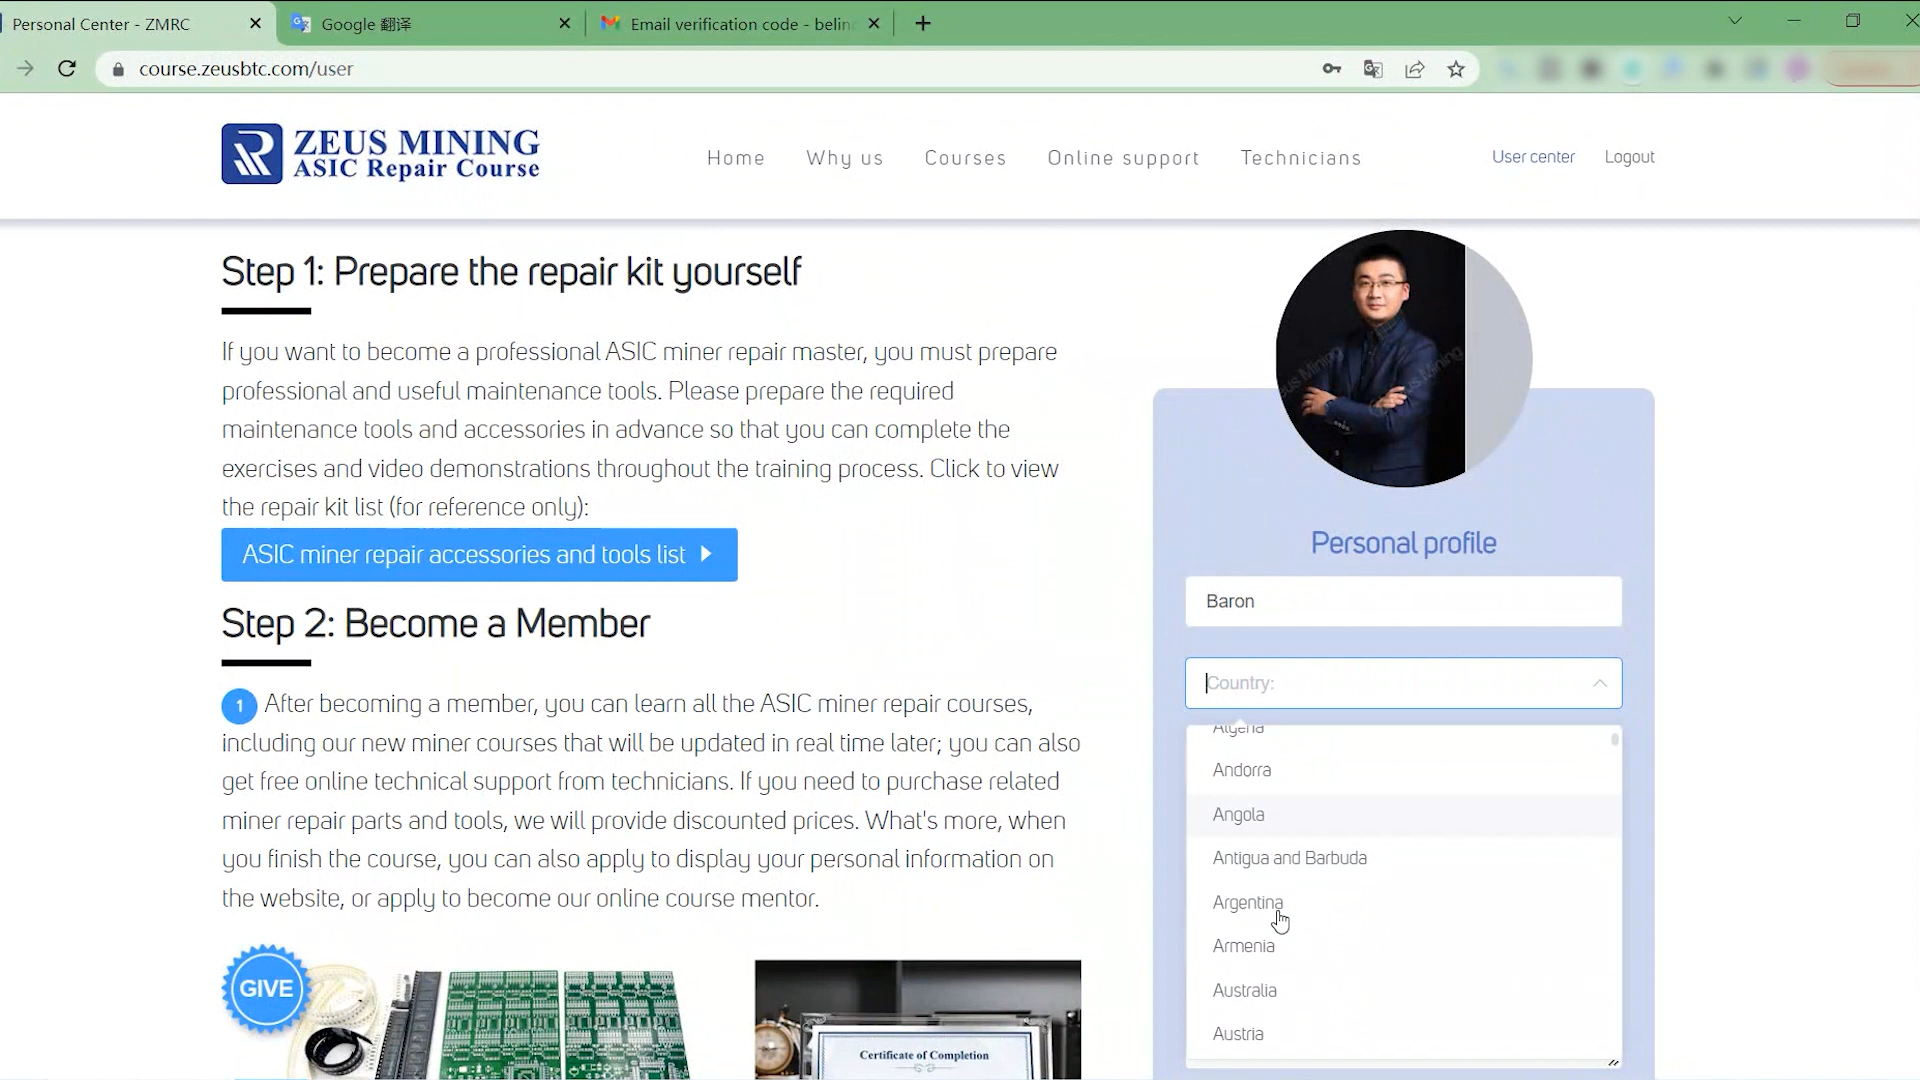 Personal Center - ZMRC
Google 翻译
Email verification code - belin
course.zeusbtc.com/user
ZEUS MINING
ASIC Repair Course
Home
Why us
Courses
Online support
Technicians
User center
Logout
Step 1: Prepare the repair kit yourself
If you want to become a professional ASIC miner repair master, you must prepare
professional and useful maintenance tools. Please prepare the required
maintenance tools and accessories in advance so that you can complete the
exercises and video demonstrations throughout the training process. Click to view
the repair kit list (for reference only):
ASIC miner repair accessories and tools list
Step 2: Become a Member
1 After becoming a member, you can learn all the ASIC miner repair courses,
including our new miner courses that will be updated in real time later; you can also
get free online technical support from technicians. If you need to purchase related
miner repair parts and tools, we will provide discounted prices. What's more, when
you finish the course, you can also apply to display your personal information on
the website, or apply to become our online course mentor.
GIVE
Certificate of Completion
Zeus Mining
Personal profile
Baron
Country:
Algeria
Andorra
Angola
Antigua and Barbuda
Argentina
Armenia
Australia
Austria